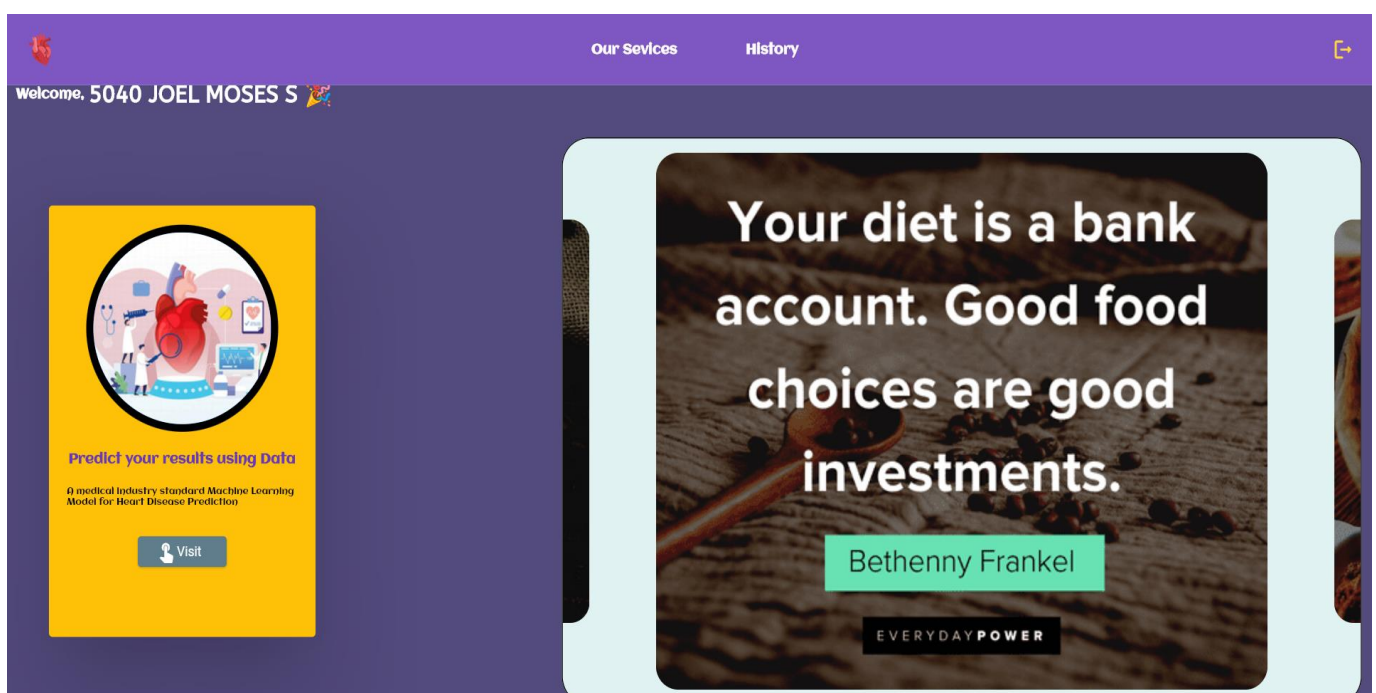 Our Sevices History
Welcome, 5040 JOEL MOSES S 🎉
Predict your results using Data
A medical Industry standard Machine Learning
Model for Heart Disease Prediction
Visit
Your diet is a bank
account. Good food
choices are good
investments.
Bethenny Frankel
EVERYDAYPOWER